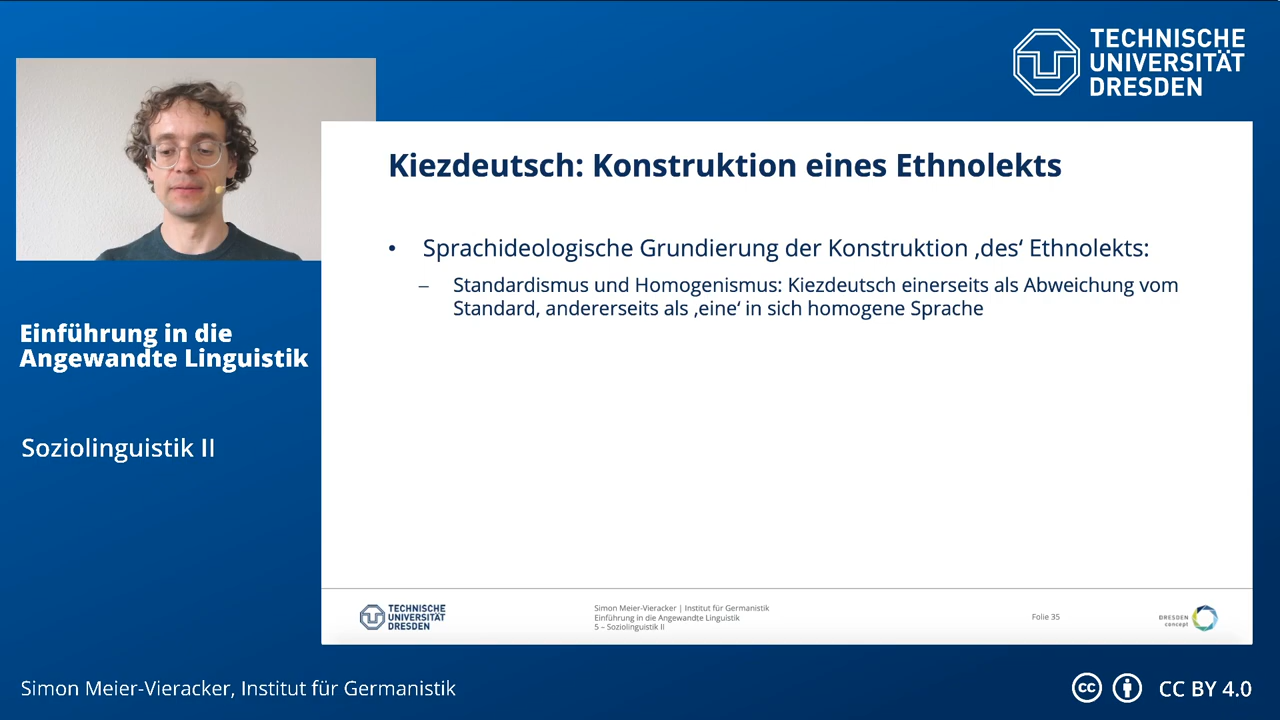 TECHNISCHE
UNIVERSITÄT
DRESDEN
Kiezdeutsch: Konstruktion eines Ethnolekts
• Sprachideologische Grundierung der Konstruktion ‚des‘ Ethnolekts:
– Standardismus und Homogenismus: Kiezdeutsch einerseits als Abweichung vom
Standard, andererseits als ‚eine‘ in sich homogene Sprache
Einführung in die
Angewandte Linguistik
Soziolinguistik II
TECHNISCHE
UNIVERSITÄT
DRESDEN
Simon Meier-Vieracker | Institut für Germanistik
Einführung in die Angewandte Linguistik
5 – Soziolinguistik II
Folie 35
DRESDEN
concept
Simon Meier-Vieracker, Institut für Germanistik
cc
CC BY 4.0